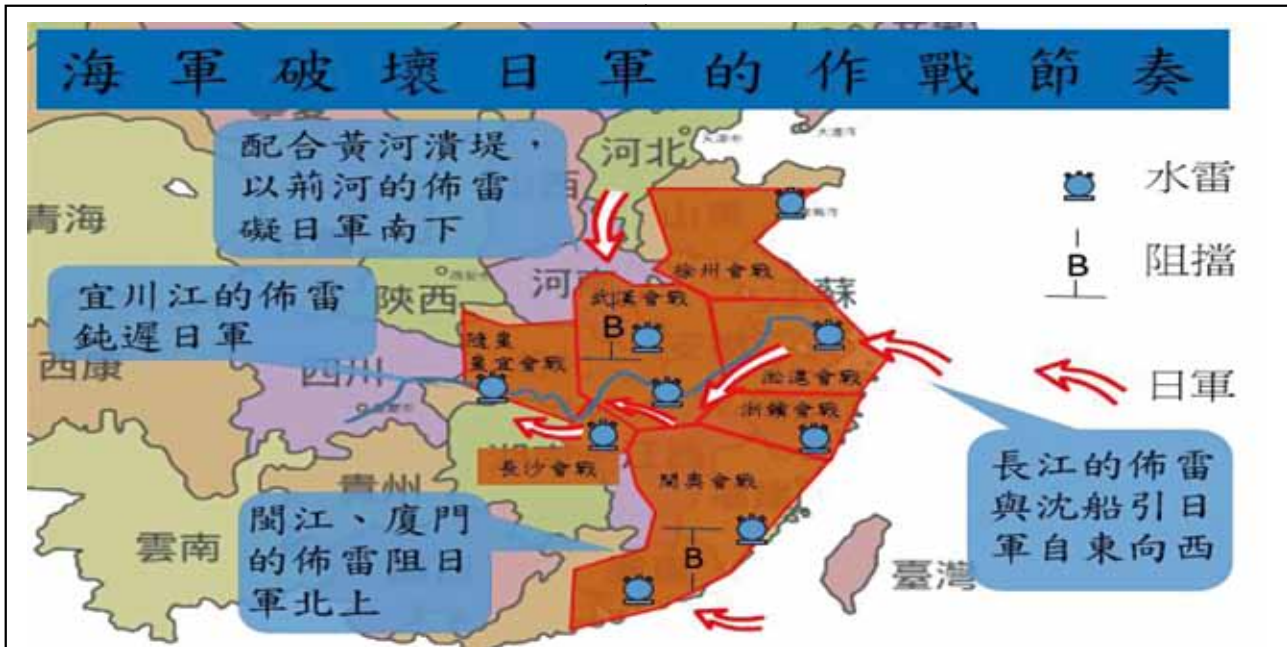 海軍破壞日軍的作戰節奏
配合黃河潰堤,
以荊河的佈雷
礙日軍南下
宜川江的佈雷
鈍遲日軍
閩江、廈門
的佈雷阻日
軍北上
長江的佈雷
與沈船引日
軍自東向西
水雷
B
阻擋
日軍
河北
青海
山東
徐州會戰
河南
蘇
陝西
武漢會戰
B
隨棗
棗宜會戰
西康
四川
淞滬會戰
浙贛會戰
長沙會戰
閩粵會戰
雲南
B
臺灣